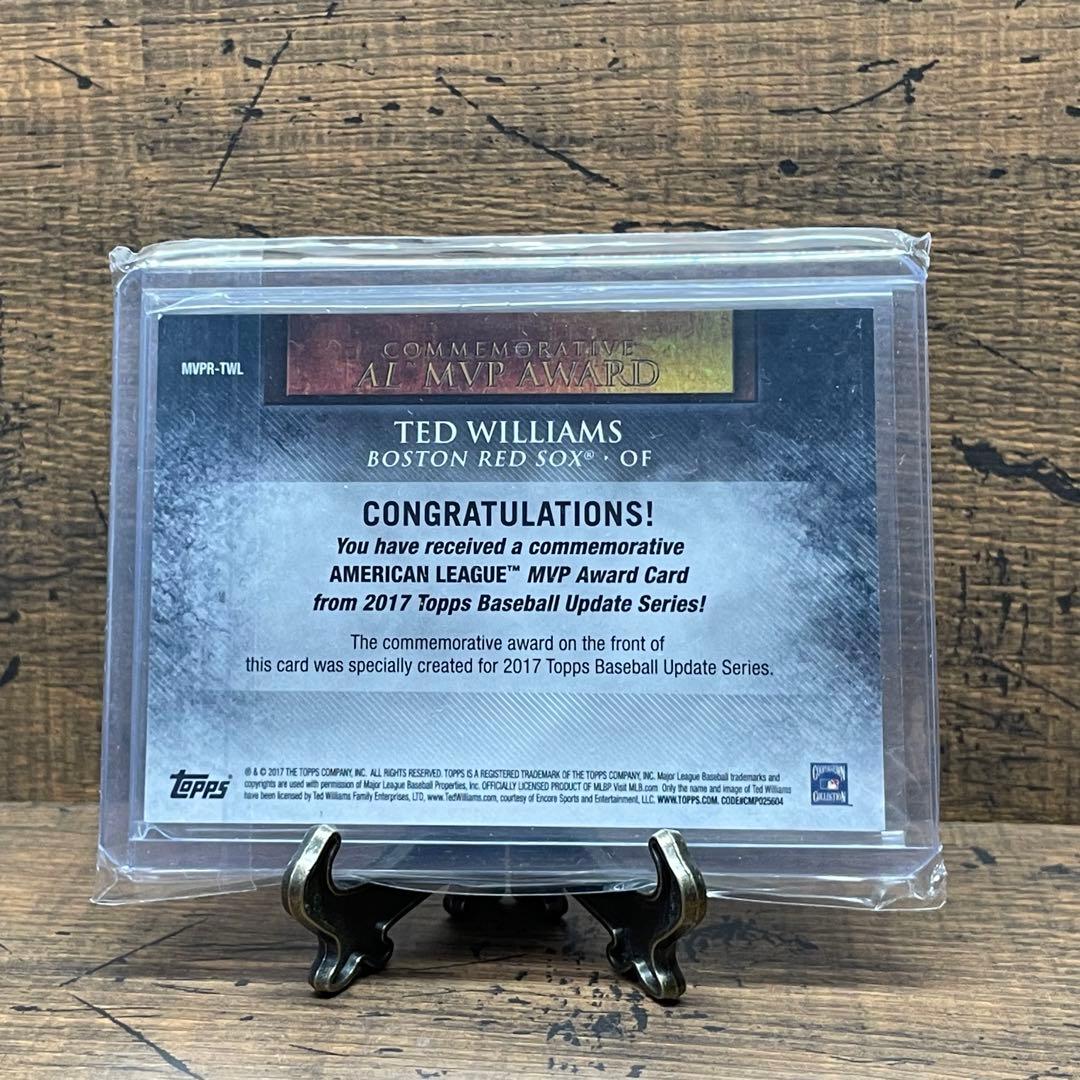 MVPR-TWL
COMMEMORATIVE
AL™ MVP AWARD
TED WILLIAMS
BOSTON RED SOX® · OF
CONGRATULATIONS!
You have received a commemorative
AMERICAN LEAGUE™ MVP Award Card
from 2017 Topps Baseball Update Series!
The commemorative award on the front of
this card was specially created for 2017 Topps Baseball Update Series.
topps
® & © 2017 THE TOPPS COMPANY, INC. ALL RIGHTS RESERVED. TOPPS IS A REGISTERED TRADEMARK OF THE TOPPS COMPANY, INC. Major League Baseball trademarks and
copyrights are used with permission of Major League Baseball Properties, Inc. OFFICIALLY LICENSED PRODUCT OF MLBP. Visit MLB.com Only the name and image of Ted Williams
have been licensed by Ted Williams Family Enterprises, LTD, www.TedWilliams.com, courtesy of Encore Sports and Entertainment, LLC. WWW.TOPPS.COM. CODE#CMP025604
COOPERSTOWN
COLLECTION